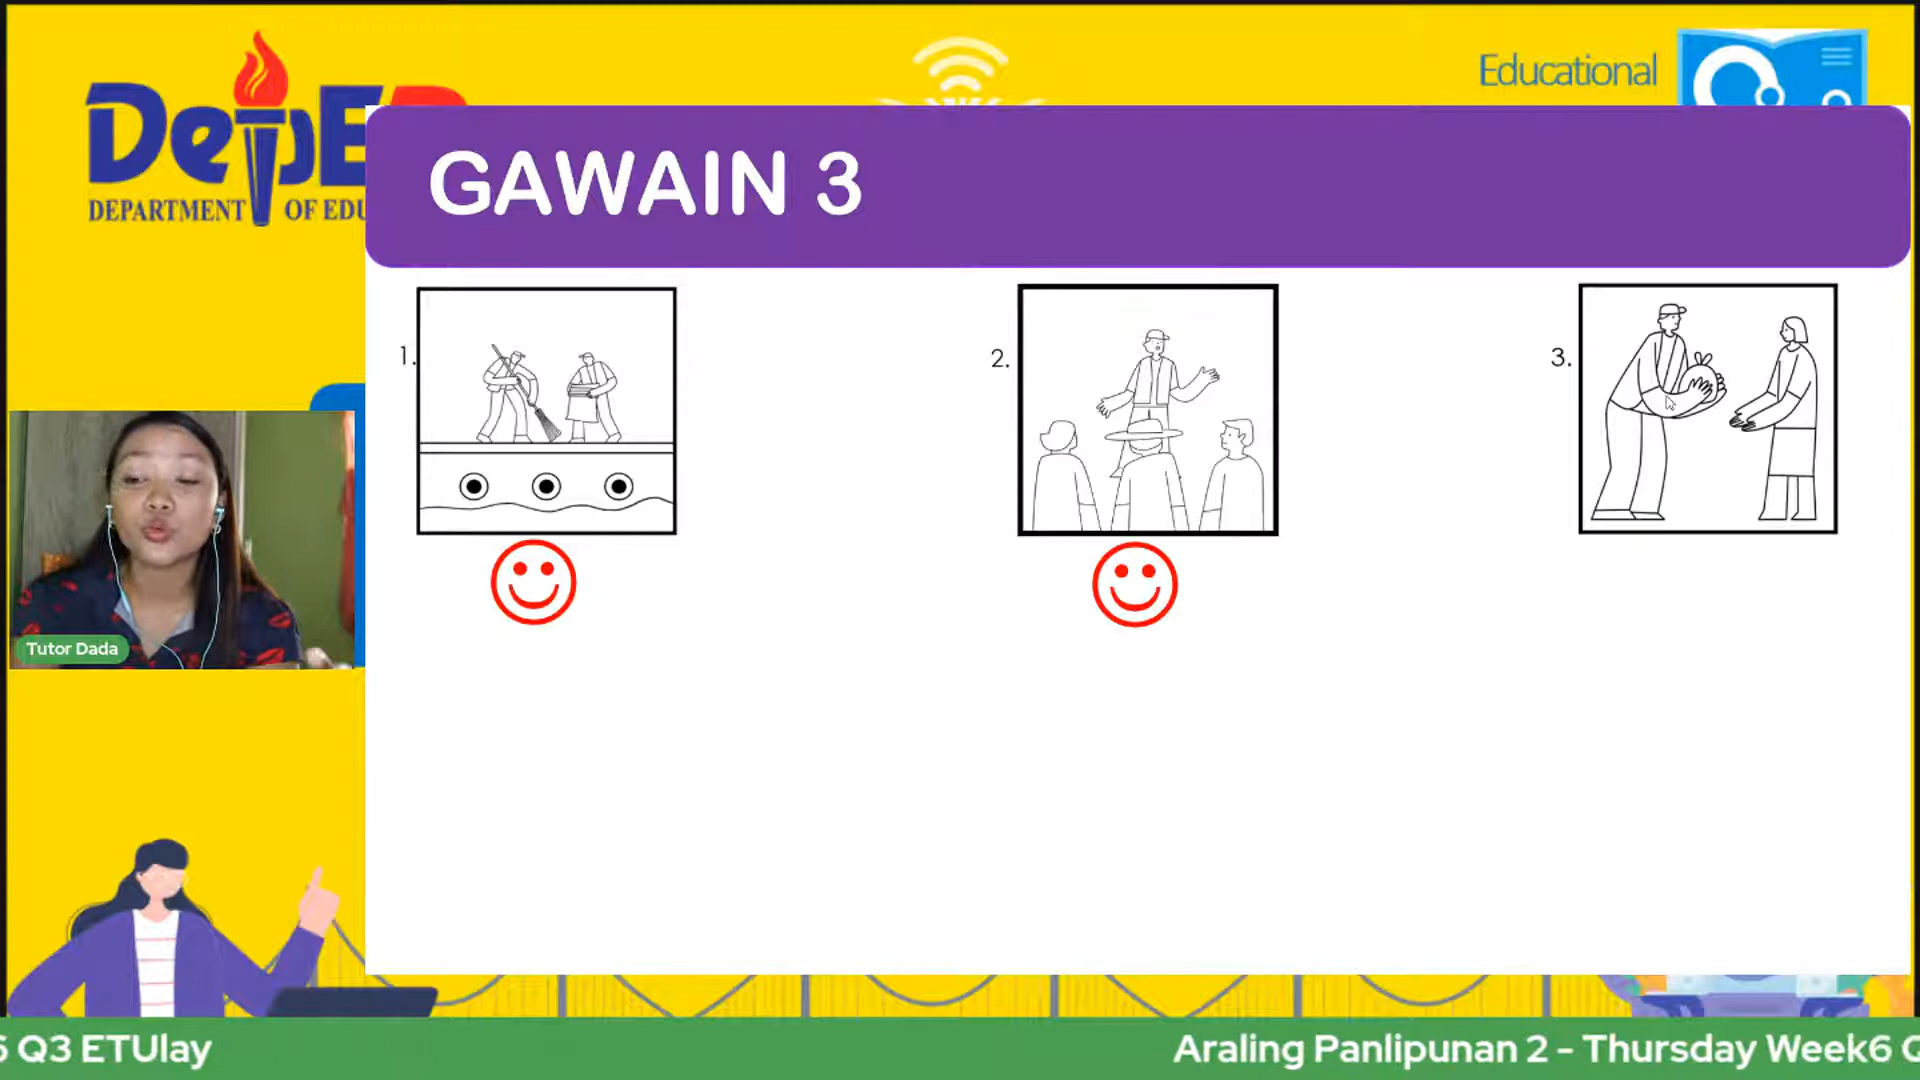 DepED
DEPARTMENT OF EDU
Educational
GAWAIN 3
1.
2.
3.
Tutor Dada
6 Q3 ETUlay
Araling Panlipunan 2 - Thursday Week6 Q